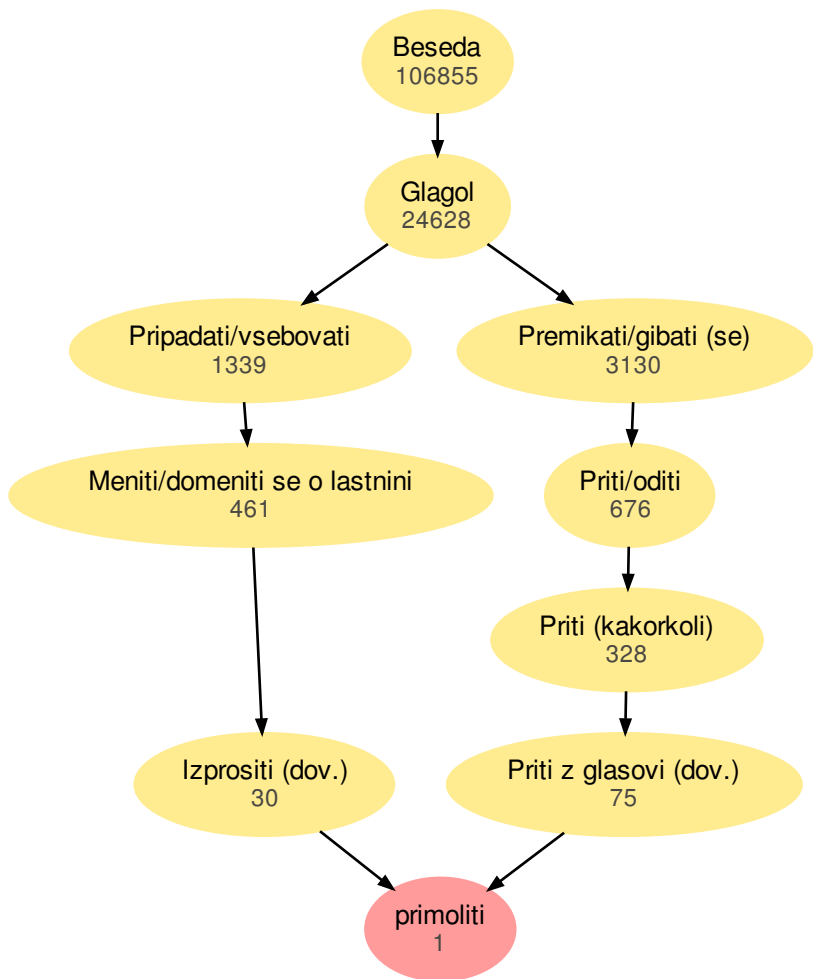 Beseda
106855
Glagol
24628
Pripadati/vsebovati
1339
Premikati/gibati (se)
3130
Meniti/domeniti se o lastnini
461
Priti/oditi
676
Priti (kakorkoli)
328
Izprositi (dov.)
30
Priti z glasovi (dov.)
75
primoliti
1